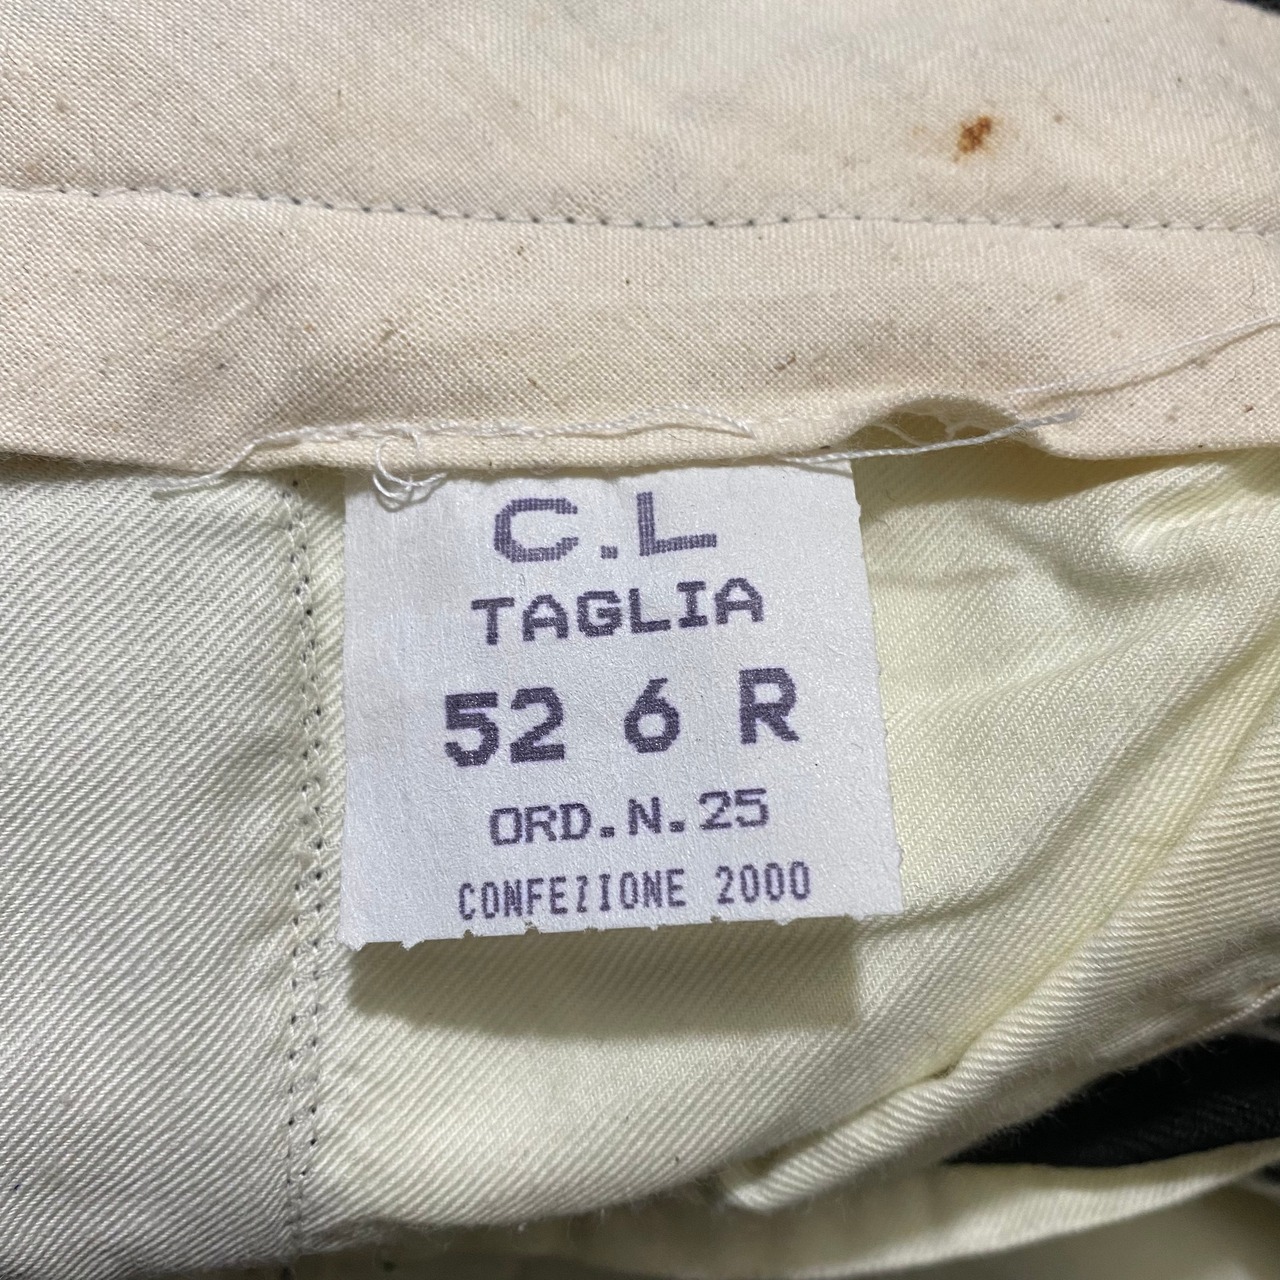 C.L
TAGLIA
52 6 R
ORD.N.25
CONFEZIONE 2000